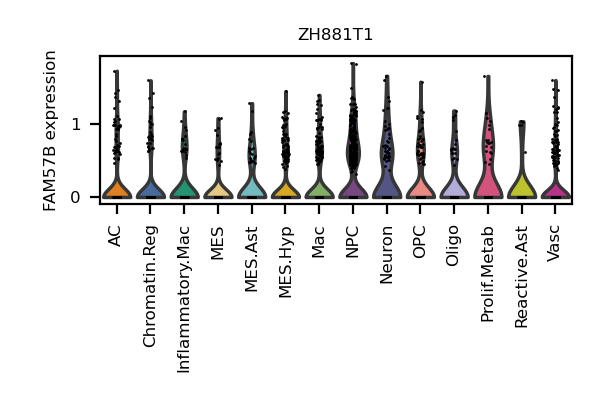 ZH881T1
FAM57B expression
1
0
AC
Chromatin.Reg
Inflammatory.Mac
MES
MES.Ast
MES.Hyp
Mac
NPC
Neuron
OPC
Oligo
Prolif.Metab
Reactive.Ast
Vasc